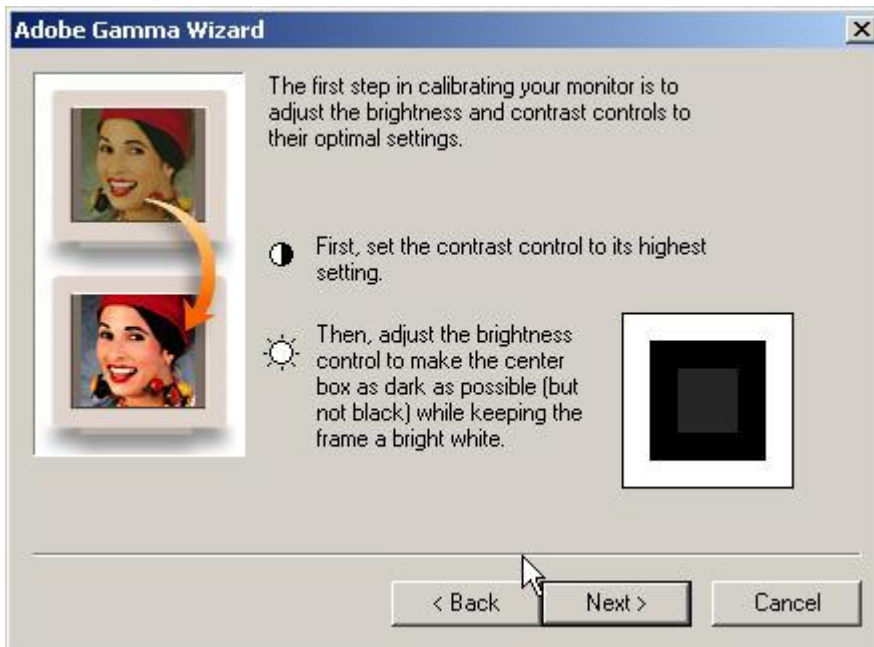 Adobe Gamma Wizard
The first step in calibrating your monitor is to
adjust the brightness and contrast controls to
their optimal settings.
First, set the contrast control to its highest
setting.
Then, adjust the brightness
control to make the center
box as dark as possible (but
not black) while keeping the
frame a bright white.
< Back
Next >
Cancel